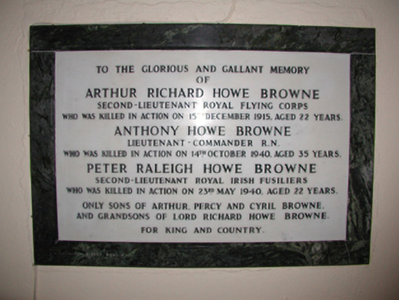 TO THE GLORIOUS AND GALLANT MEMORY
OF
ARTHUR RICHARD HOWE BROWNE
SECOND-LIEUTENANT ROYAL FLYING CORPS
WHO WAS KILLED IN ACTION ON 15TH DECEMBER 1915, AGED 22 YEARS.
ANTHONY HOWE BROWNE
LIEUTENANT-COMMANDER R.N.
WHO WAS KILLED IN ACTION ON 14TH OCTOBER 1940, AGED 35 YEARS.
PETER RALEIGH HOWE BROWNE
SECOND-LIEUTENANT ROYAL IRISH FUSILIERS
WHO WAS KILLED IN ACTION ON 23RD MAY 1940, AGED 22 YEARS.
ONLY SONS OF ARTHUR, PERCY AND CYRIL BROWNE,
AND GRANDSONS OF LORD RICHARD HOWE BROWNE.
FOR KING AND COUNTRY.